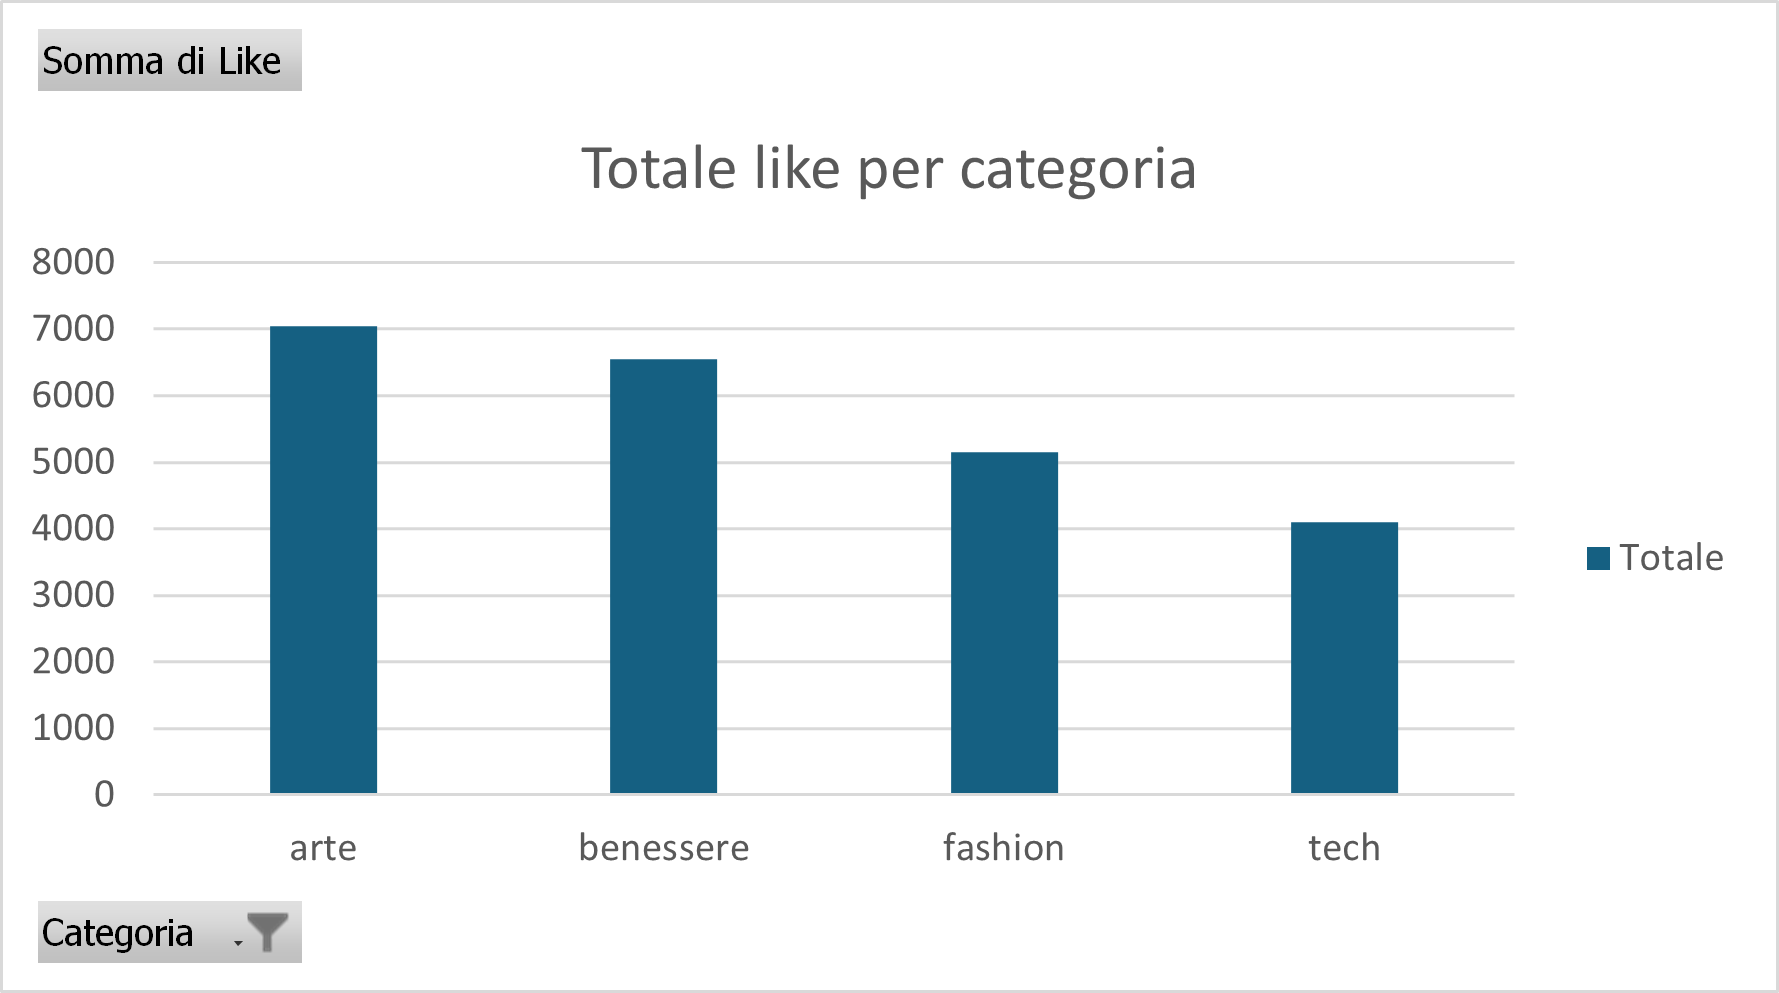 Somma di Like
Totale like per categoria
8000
7000
6000
5000
4000
3000
2000
1000
0
arte benessere fashion tech
Totale
Categoria